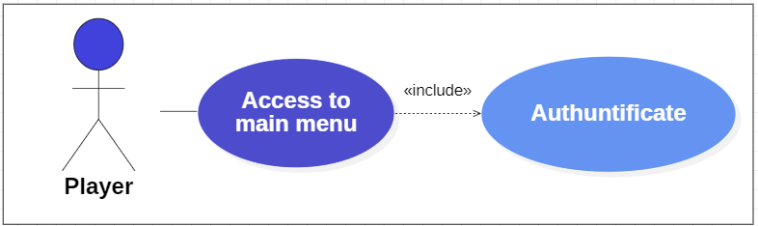 Access to
main menu
«include»
Authuntificate
Player